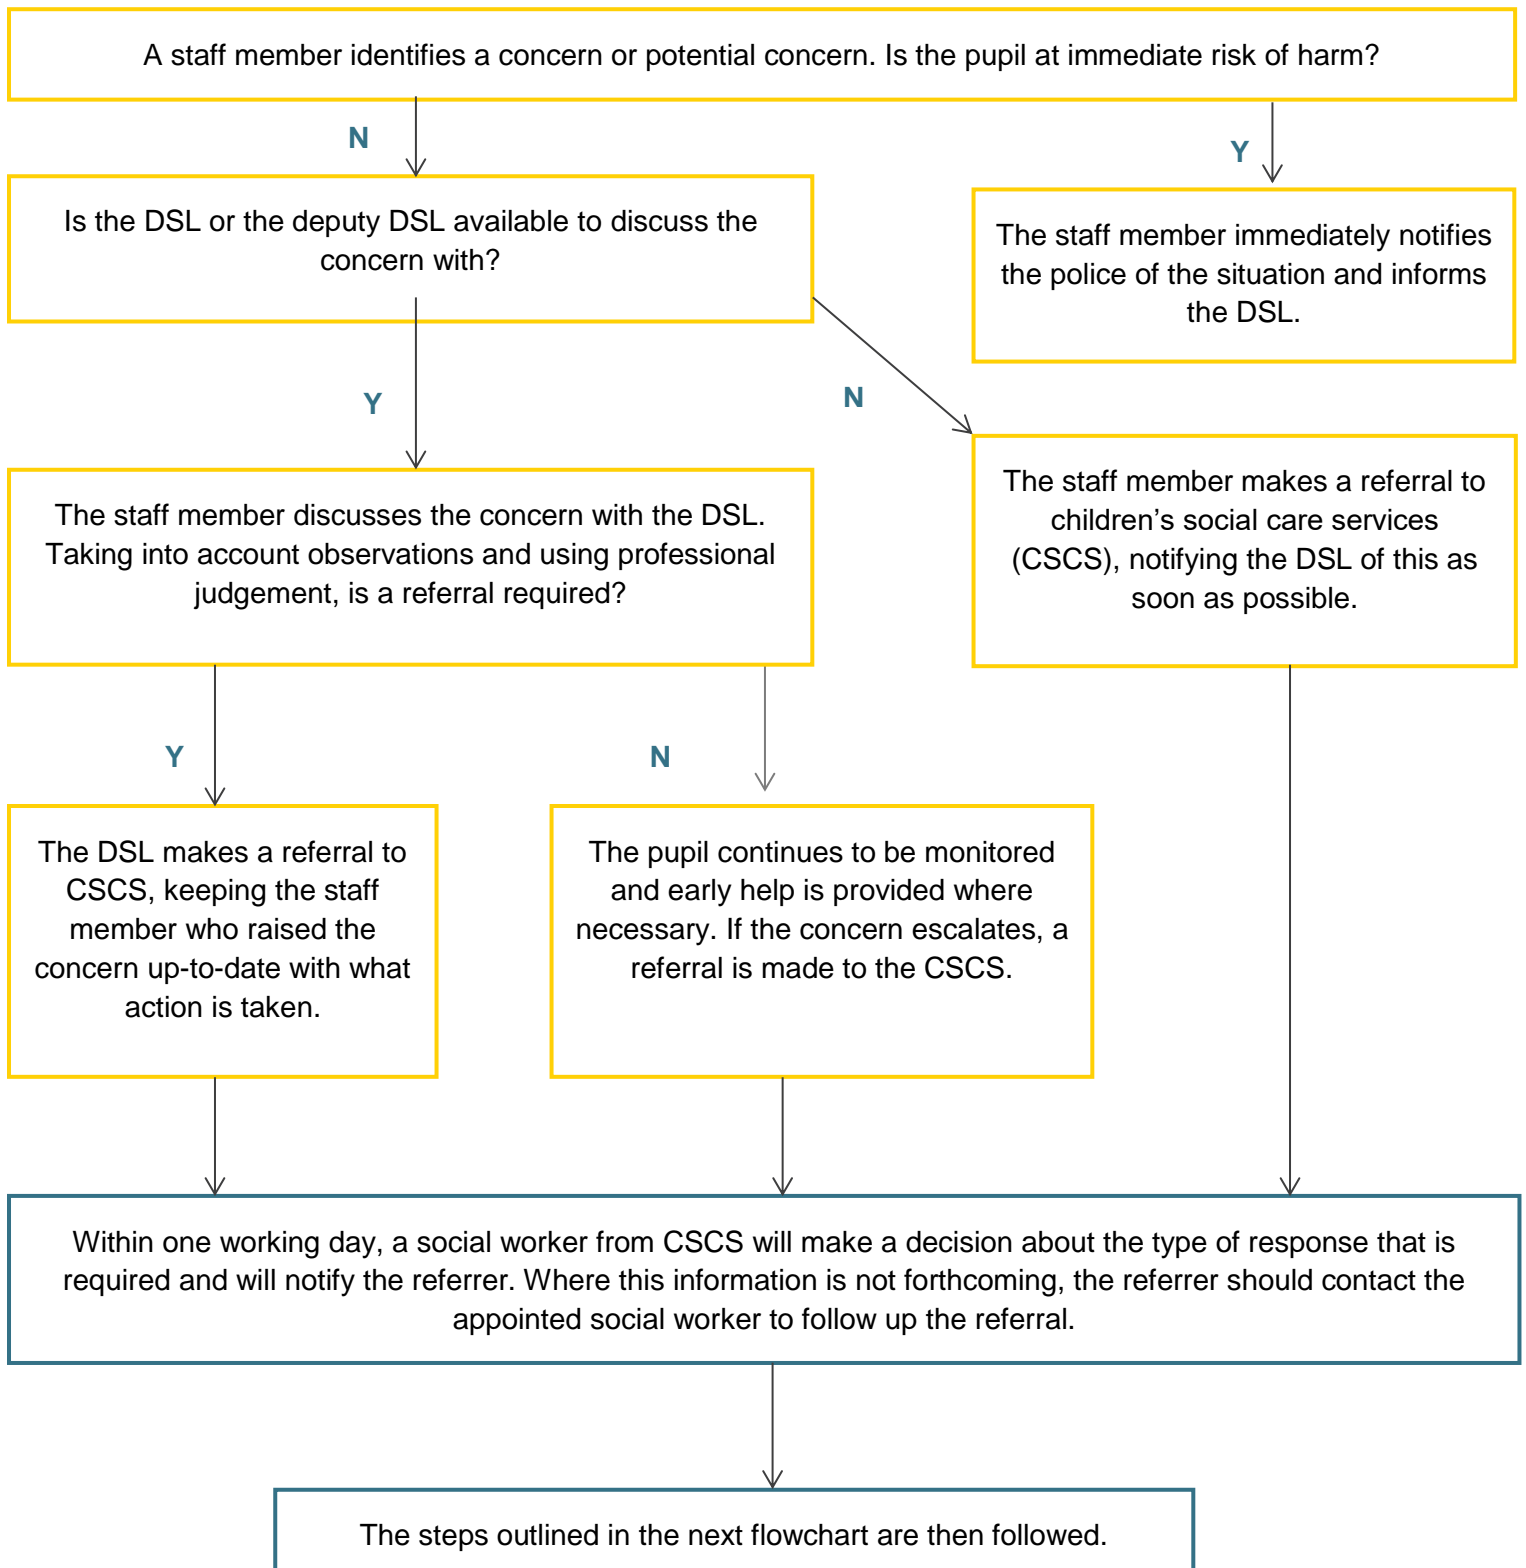 A staff member identifies a concern or potential concern. Is the pupil at immediate risk of harm?
N
Y
Is the DSL or the deputy DSL available to discuss the
concern with?
The staff member immediately notifies
the police of the situation and informs
the DSL.
Y
N
The staff member discusses the concern with the DSL.
Taking into account observations and using professional
judgement, is a referral required?
The staff member makes a referral to
children’s social care services
(CSCS), notifying the DSL of this as
soon as possible.
Y
N
The DSL makes a referral to
CSCS, keeping the staff
member who raised the
concern up-to-date with what
action is taken.
The pupil continues to be monitored
and early help is provided where
necessary. If the concern escalates, a
referral is made to the CSCS.
Within one working day, a social worker from CSCS will make a decision about the type of response that is
required and will notify the referrer. Where this information is not forthcoming, the referrer should contact the
appointed social worker to follow up the referral.
The steps outlined in the next flowchart are then followed.